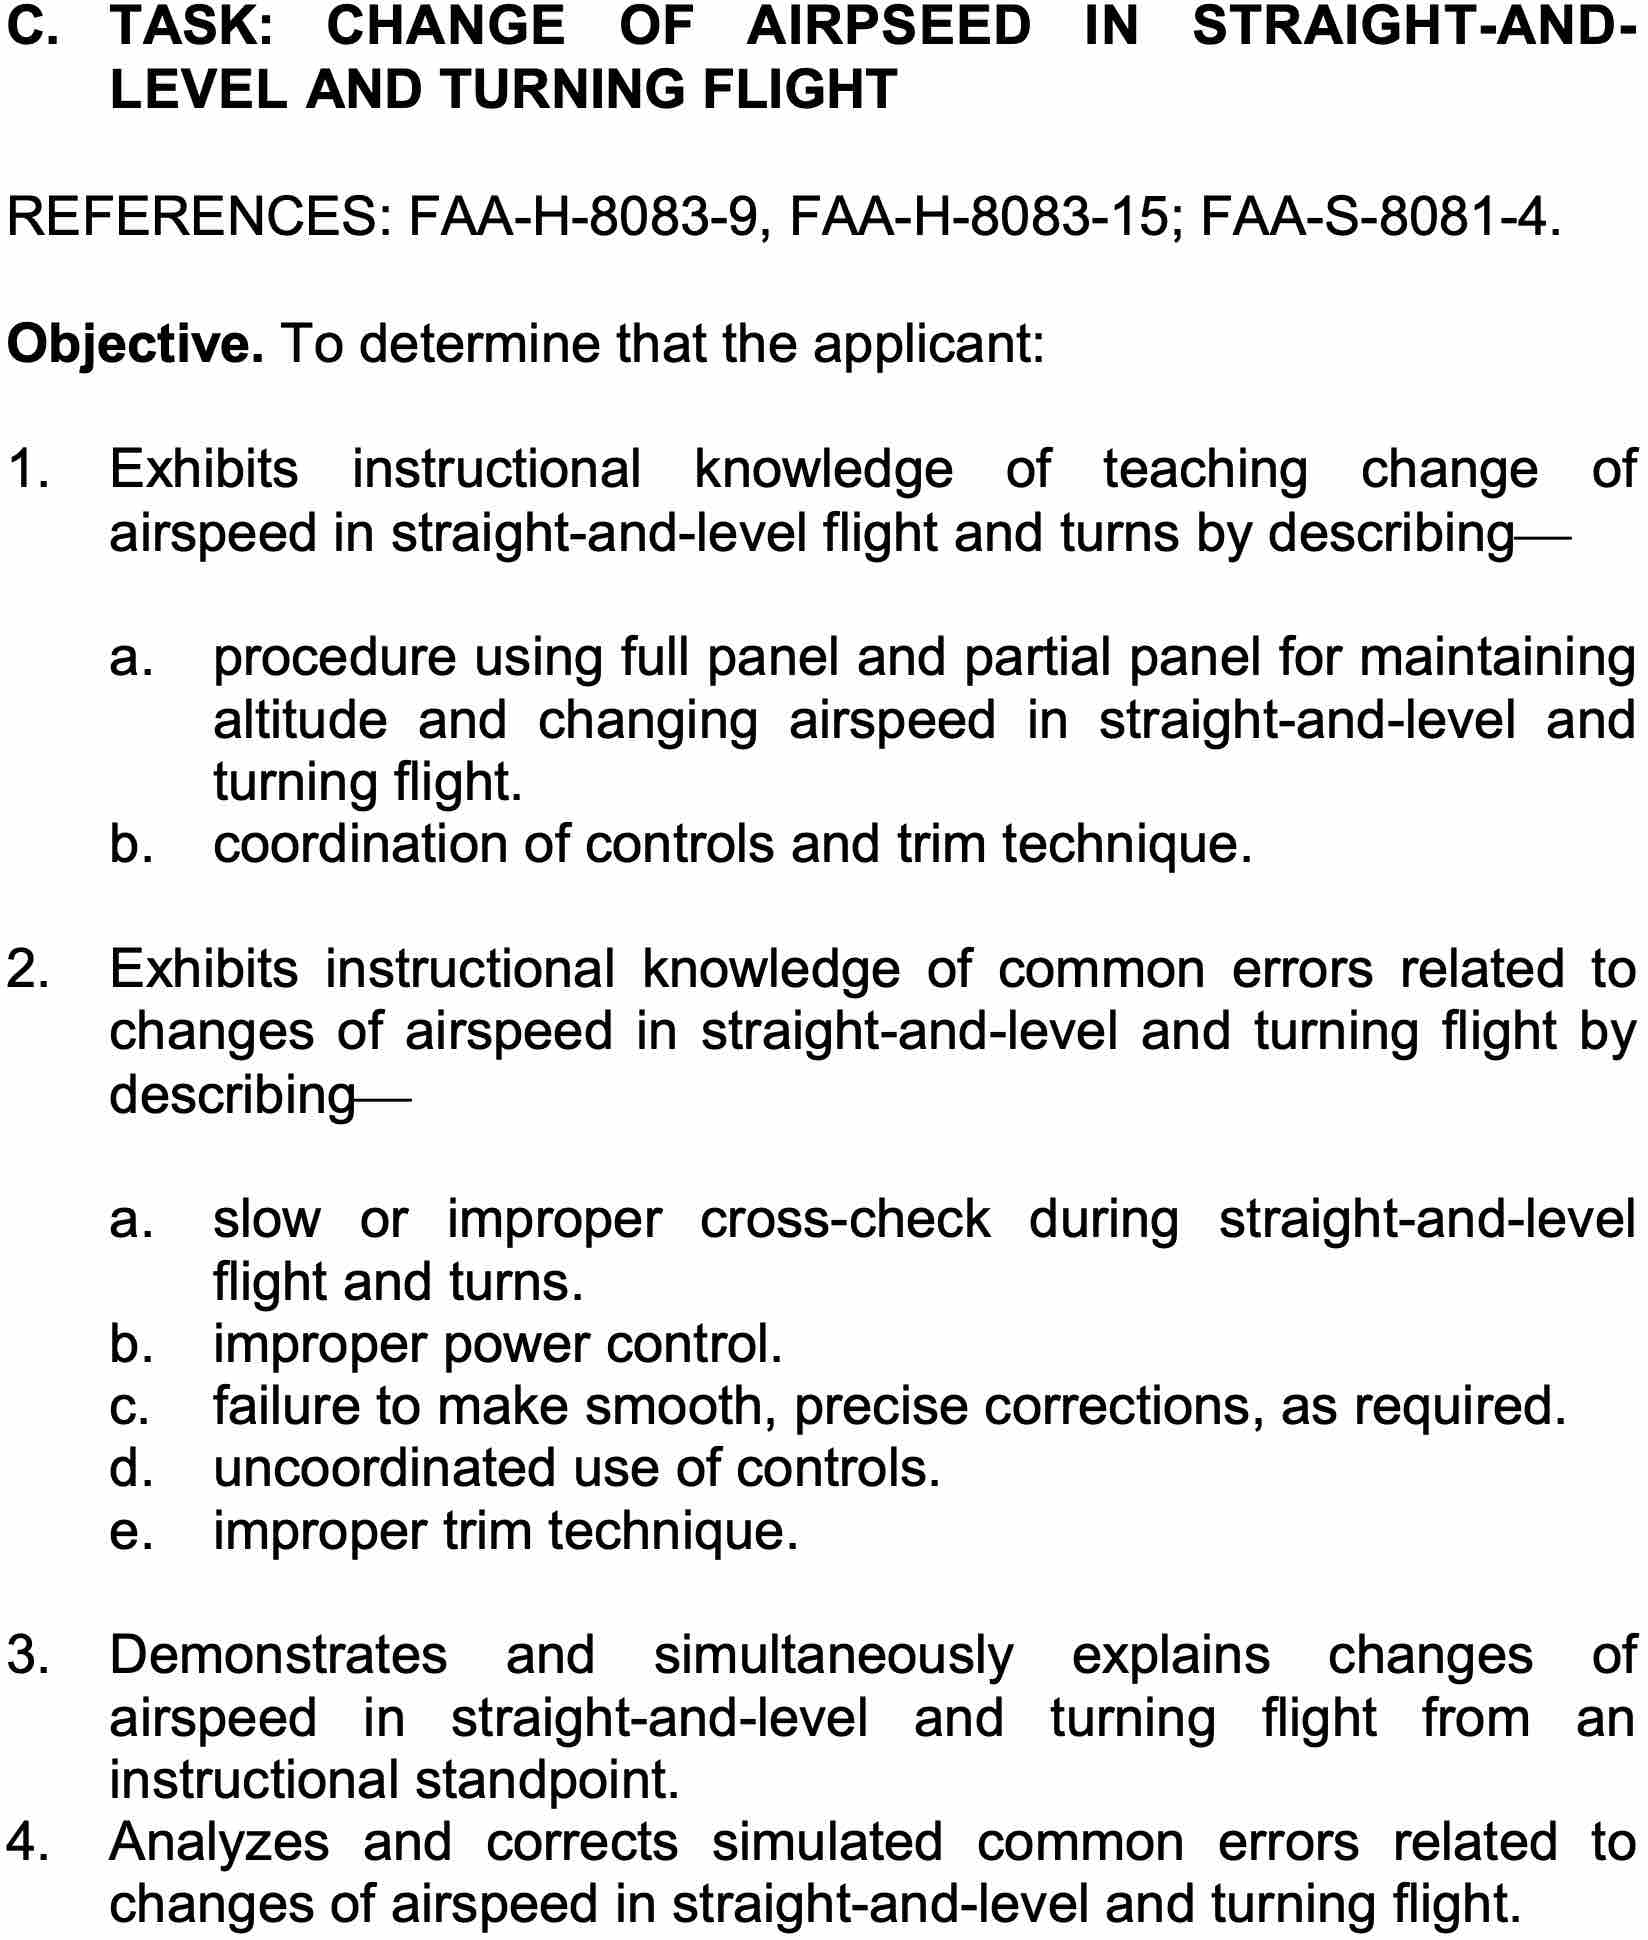 C. TASK: CHANGE OF AIRPSEED IN STRAIGHT-AND-
LEVEL AND TURNING FLIGHT
REFERENCES: FAA-H-8083-9, FAA-H-8083-15; FAA-S-8081-4.
Objective. To determine that the applicant:
1. Exhibits instructional knowledge of teaching change of
airspeed in straight-and-level flight and turns by describing—
a. procedure using full panel and partial panel for maintaining
altitude and changing airspeed in straight-and-level and
turning flight.
b. coordination of controls and trim technique.
2. Exhibits instructional knowledge of common errors related to
changes of airspeed in straight-and-level and turning flight by
describing—
a. slow or improper cross-check during straight-and-level
flight and turns.
b. improper power control.
c. failure to make smooth, precise corrections, as required.
d. uncoordinated use of controls.
e. improper trim technique.
3. Demonstrates and simultaneously explains changes of
airspeed in straight-and-level and turning flight from an
instructional standpoint.
4. Analyzes and corrects simulated common errors related to
changes of airspeed in straight-and-level and turning flight.